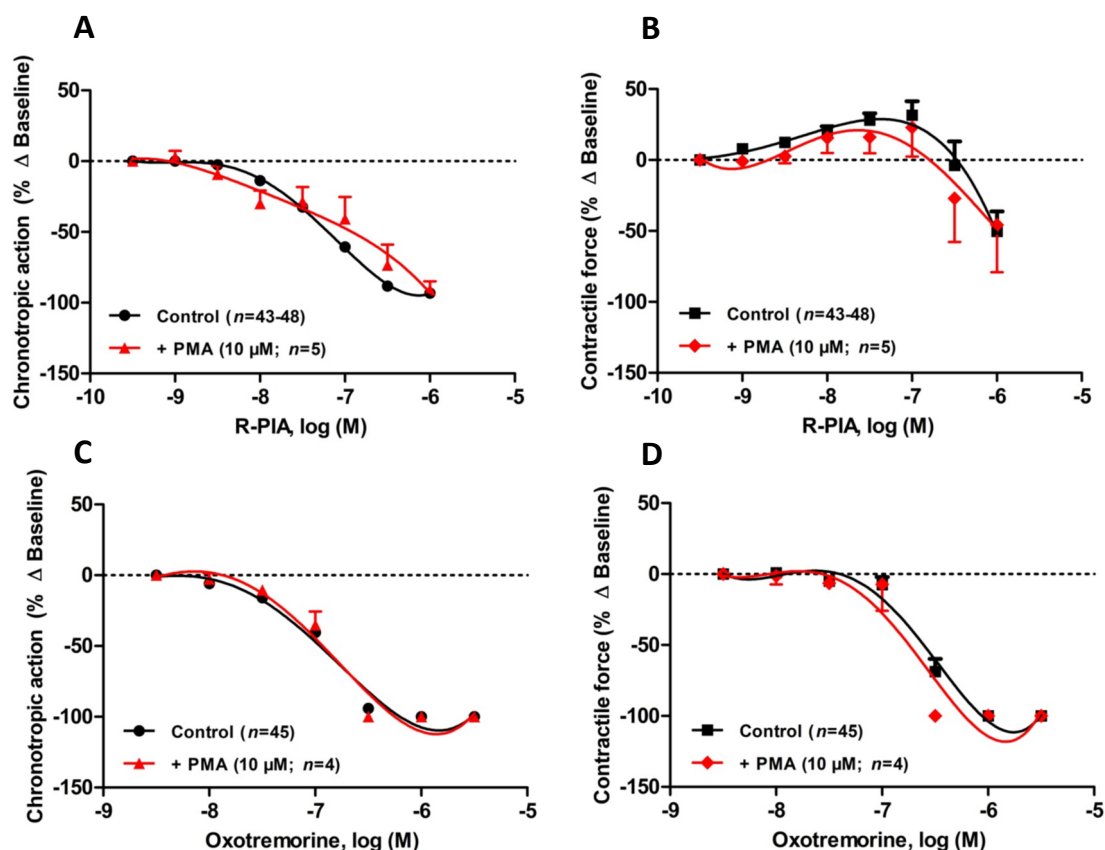 A
B
Chronotropic action (% Δ Baseline)
50
0
-50
-100
-150
Control (n=43-48)
+ PMA (10 µM; n=5)
-10
-9
-8
-7
-6
-5
R-PIA, log (M)
Contractile force (% Δ Baseline)
50
0
-50
-100
-150
Control (n=43-48)
+ PMA (10 µM; n=5)
-10
-9
-8
-7
-6
-5
R-PIA, log (M)
C
D
Chronotropic action (% Δ Baseline)
50
0
-50
-100
-150
Control (n=45)
+ PMA (10 µM; n=4)
-9
-8
-7
-6
-5
Oxotremorine, log (M)
Contractile force (% Δ Baseline)
50
0
-50
-100
-150
Control (n=45)
+ PMA (10 µM; n=4)
-9
-8
-7
-6
-5
Oxotremorine, log (M)